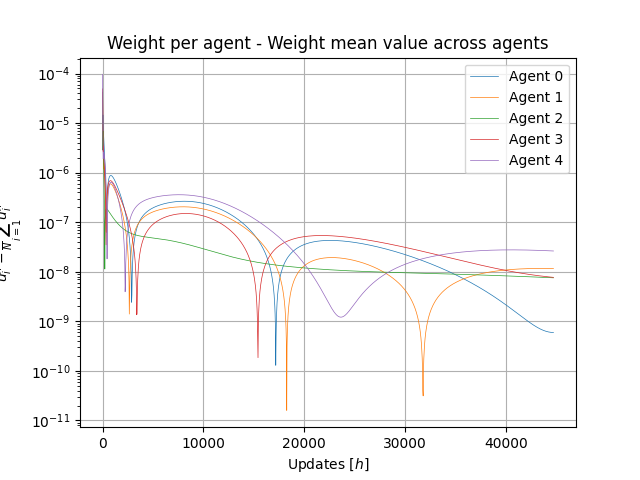 Weight per agent - Weight mean value across agents
10⁻⁴
10⁻⁵
10⁻⁶
10⁻⁷
10⁻⁸
10⁻⁹
10⁻¹⁰
10⁻¹¹
Agent 0
Agent 1
Agent 2
Agent 3
Agent 4
0 10000 20000 30000 40000
Updates [h]